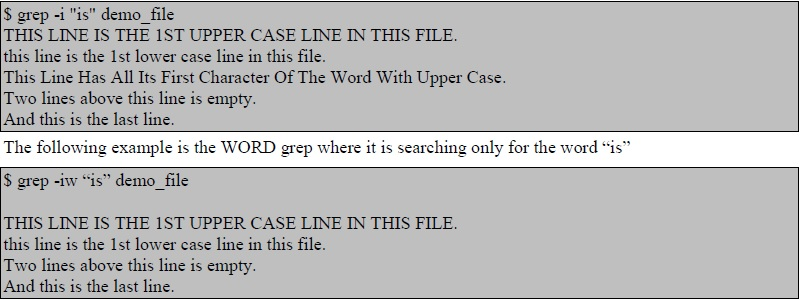 $ grep -i "is" demo_file
THIS LINE IS THE 1ST UPPER CASE LINE IN THIS FILE.
this line is the 1st lower case line in this file.
This Line Has All Its First Character Of The Word With Upper Case.
Two lines above this line is empty.
And this is the last line.
The following example is the WORD grep where it is searching only for the word “is”
$ grep -iw “is” demo_file
THIS LINE IS THE 1ST UPPER CASE LINE IN THIS FILE.
this line is the 1st lower case line in this file.
Two lines above this line is empty.
And this is the last line.